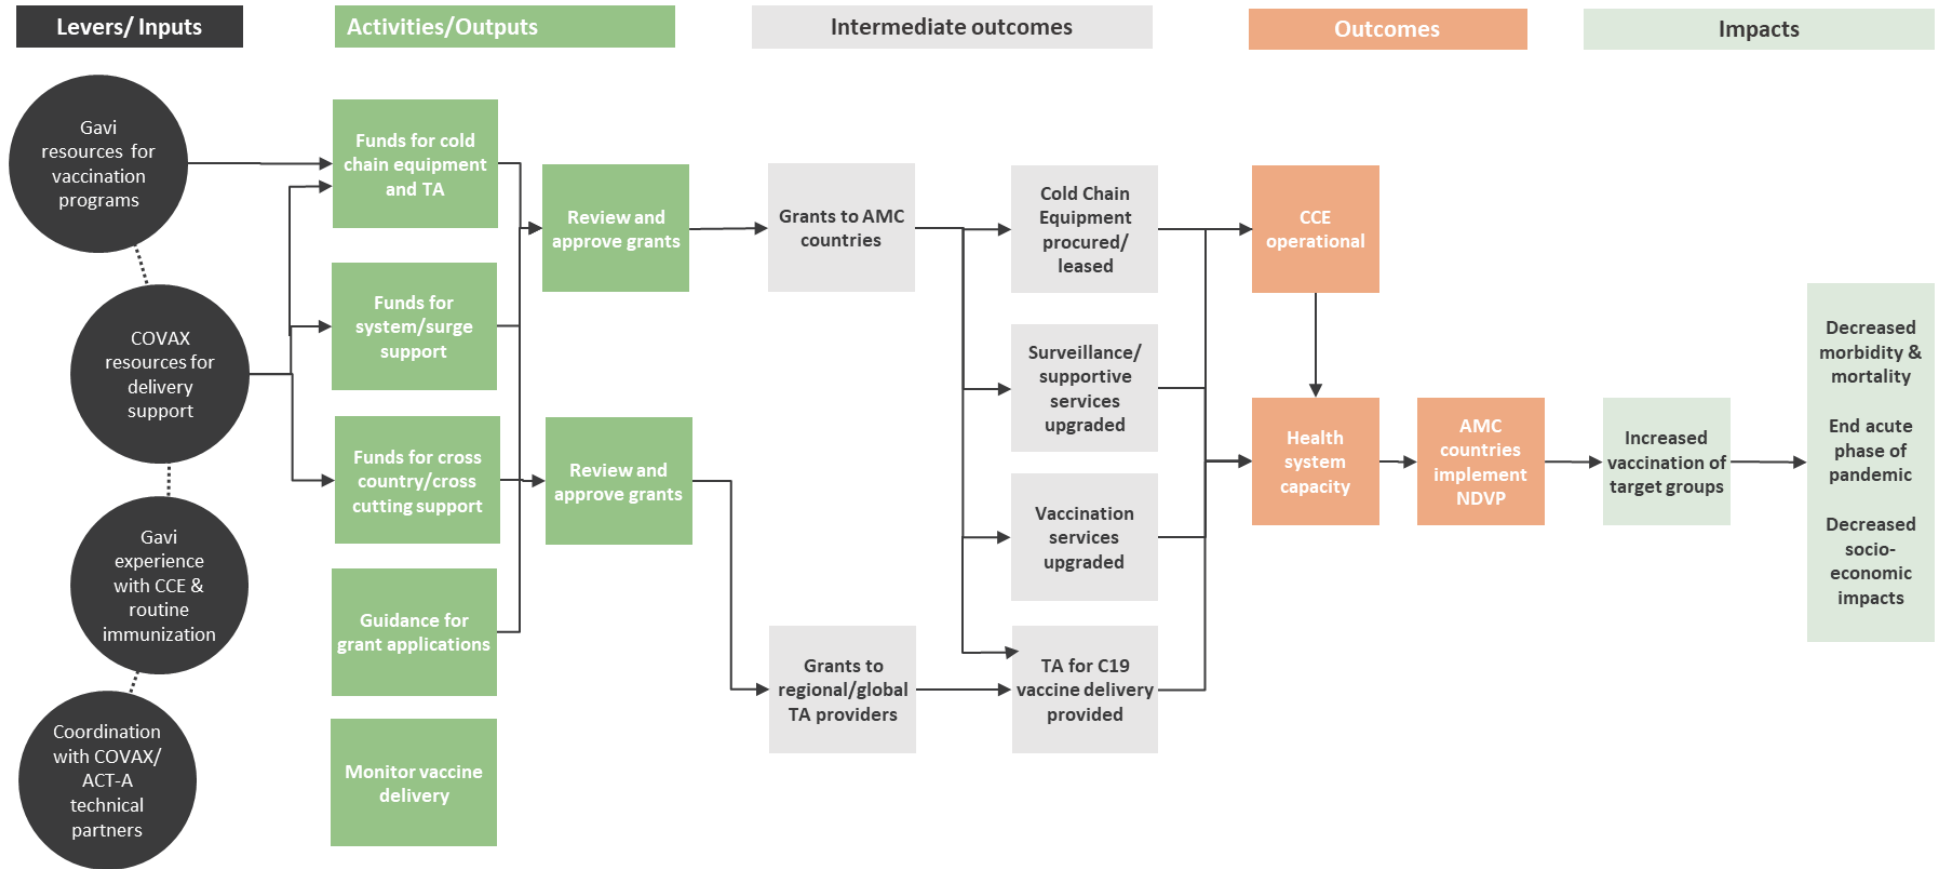 Levers/ Inputs
Activities/Outputs
Intermediate outcomes
Outcomes
Impacts
Gavi
resources for
vaccination
programs
COVAX
resources for
delivery
support
Gavi
experience
with CCE &
routine
immunization
Coordination
with COVAX/
ACT-A
technical
partners
Funds for cold
chain equipment
and TA
Funds for
system/surge
support
Funds for cross
country/cross
cutting support
Guidance for
grant applications
Monitor vaccine
delivery
Review and
approve grants
Review and
approve grants
Grants to AMC
countries
Grants to
regional/global
TA providers
Cold Chain
Equipment
procured/
leased
Surveillance/
supportive
services
upgraded
Vaccination
services
upgraded
TA for C19
vaccine delivery
provided
CCE
operational
Health
system
capacity
AMC
countries
implement
NDVP
Increased
vaccination of
target groups
Decreased
morbidity &
mortality
End acute
phase of
pandemic
Decreased
socio-
economic
impacts